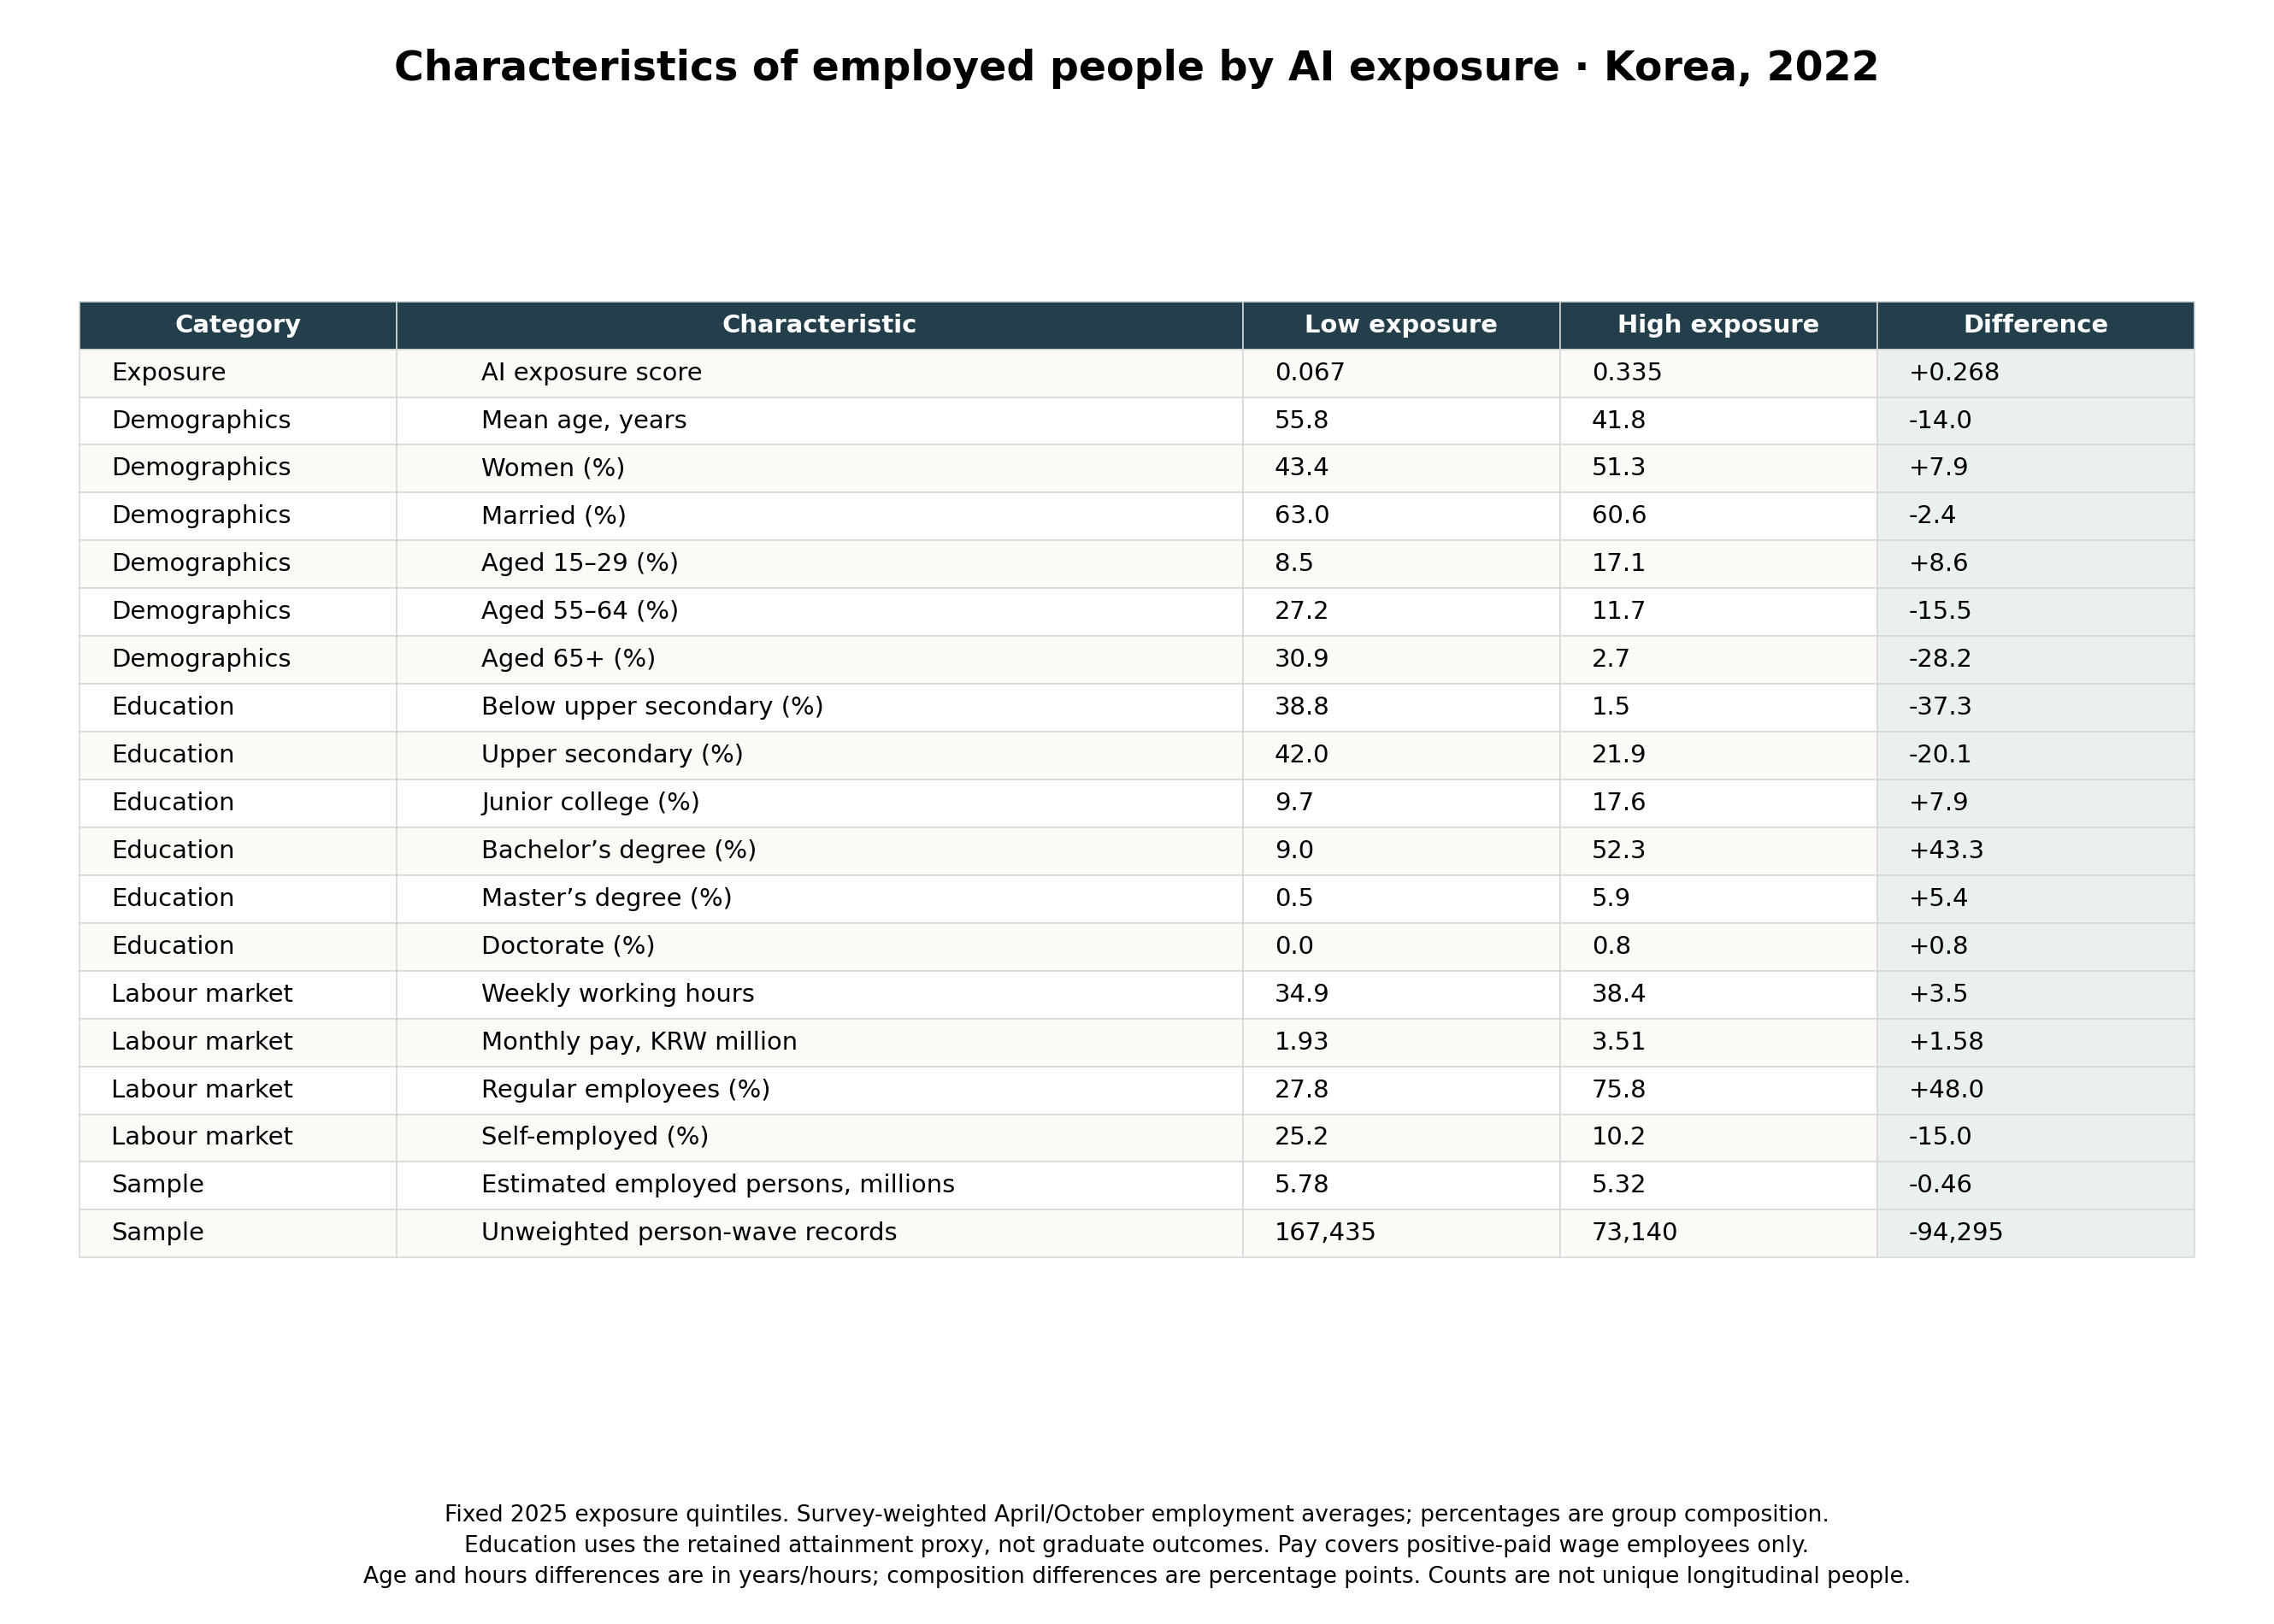 Characteristics of employed people by AI exposure · Korea, 2022
Category Characteristic Low exposure High exposure Difference
Exposure AI exposure score 0.067 0.335 +0.268
Demographics Mean age, years 55.8 41.8 -14.0
Demographics Women (%) 43.4 51.3 +7.9
Demographics Married (%) 63.0 60.6 -2.4
Demographics Aged 15–29 (%) 8.5 17.1 +8.6
Demographics Aged 55–64 (%) 27.2 11.7 -15.5
Demographics Aged 65+ (%) 30.9 2.7 -28.2
Education Below upper secondary (%) 38.8 1.5 -37.3
Education Upper secondary (%) 42.0 21.9 -20.1
Education Junior college (%) 9.7 17.6 +7.9
Education Bachelor’s degree (%) 9.0 52.3 +43.3
Education Master’s degree (%) 0.5 5.9 +5.4
Education Doctorate (%) 0.0 0.8 +0.8
Labour market Weekly working hours 34.9 38.4 +3.5
Labour market Monthly pay, KRW million 1.93 3.51 +1.58
Labour market Regular employees (%) 27.8 75.8 +48.0
Labour market Self-employed (%) 25.2 10.2 -15.0
Sample Estimated employed persons, millions 5.78 5.32 -0.46
Sample Unweighted person-wave records 167,435 73,140 -94,295
Fixed 2025 exposure quintiles. Survey-weighted April/October employment averages; percentages are group composition.
Education uses the retained attainment proxy, not graduate outcomes. Pay covers positive-paid wage employees only.
Age and hours differences are in years/hours; composition differences are percentage points. Counts are not unique longitudinal people.